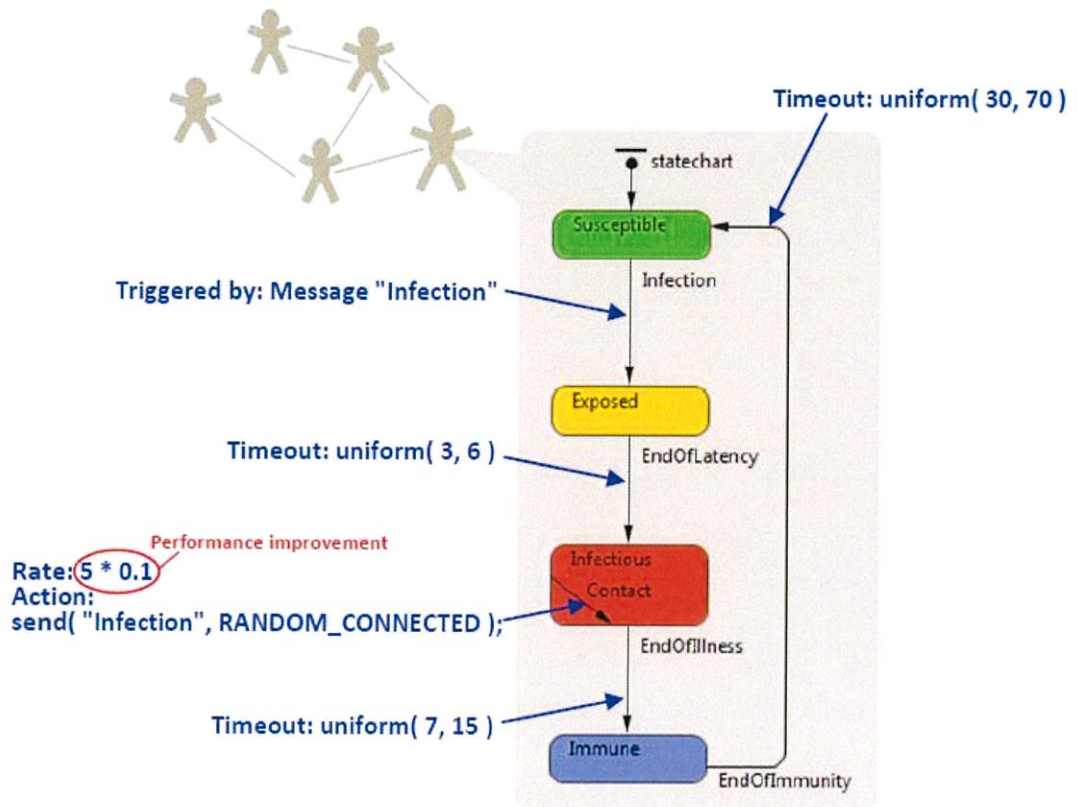 Timeout: uniform( 30, 70 )
statechart
Susceptible
Infection
Triggered by: Message "Infection"
Exposed
Timeout: uniform( 3, 6 )
EndOfLatency
Performance improvement
Rate: 5 * 0.1
Action:
send( "Infection", RANDOM_CONNECTED );
Infectious
Contact
EndOfIllness
Timeout: uniform( 7, 15 )
Immune
EndOfImmunity